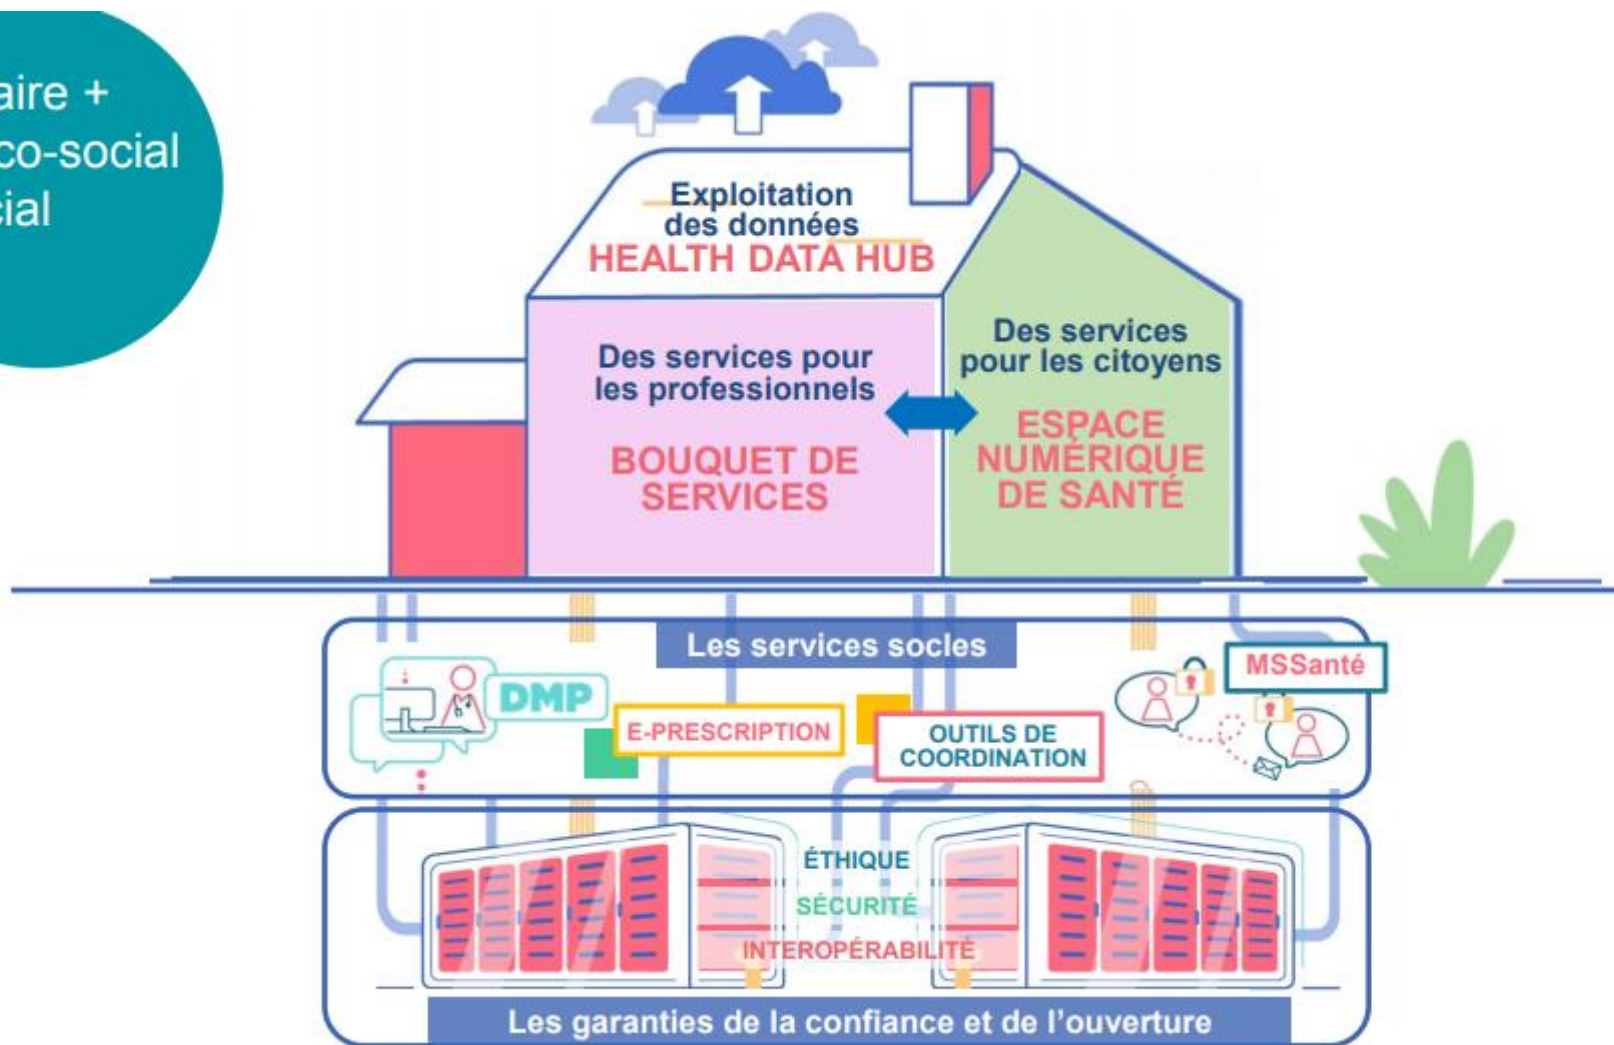 aire +
co-social
cial
Exploitation
des données
HEALTH DATA HUB
Des services pour
les professionnels
BOUQUET DE
SERVICES
Des services
pour les citoyens
ESPACE
NUMÉRIQUE
DE SANTÉ
Les services socles
DMP
E-PRESCRIPTION
OUTILS DE
COORDINATION
MSSanté
ÉTHIQUE
SÉCURITÉ
INTEROPÉRABILITÉ
Les garanties de la confiance et de l’ouverture